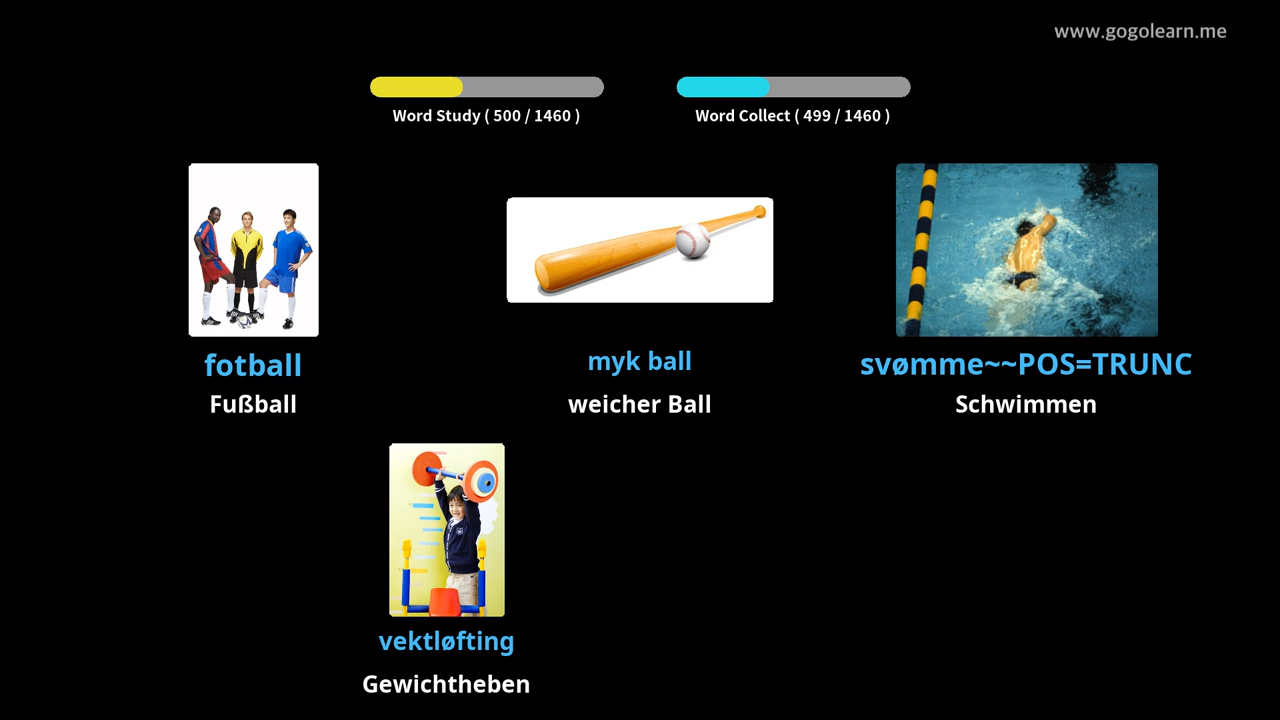 www.gogolearn.me
Word Study ( 500 / 1460 )
Word Collect ( 499 / 1460 )
fotball
Fußball
myk ball
weicher Ball
svømme~~POS=TRUNC
Schwimmen
vektløfting
Gewichtheben